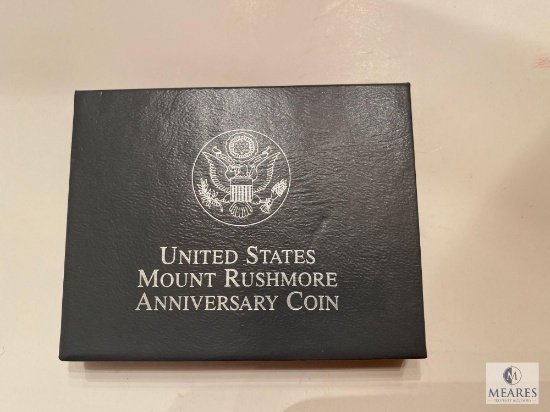 United States
Mount Rushmore
Anniversary Coin
M
MEARES